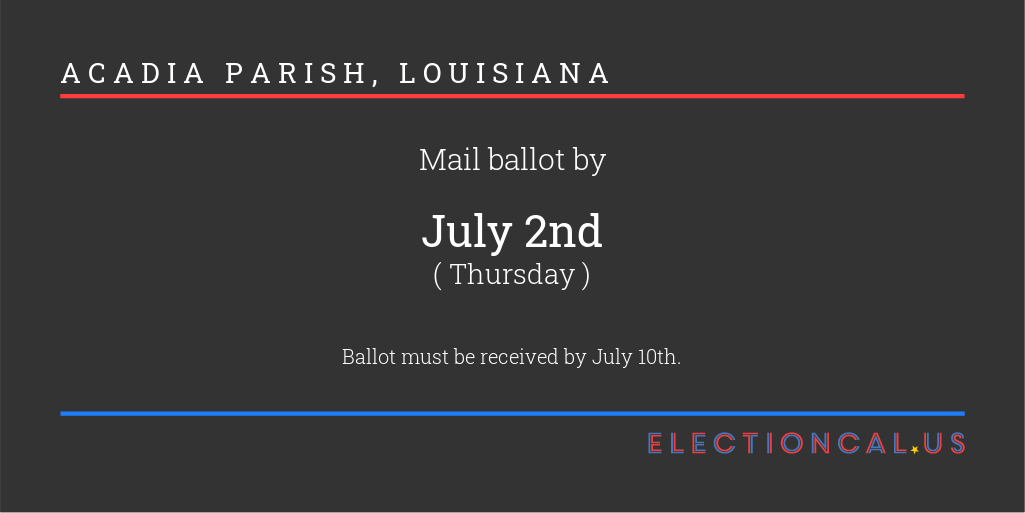 ACADIA PARISH, LOUISIANA
Mail ballot by
July 2nd
( Thursday )
Ballot must be received by July 10th.
ELECTIONCAL.US